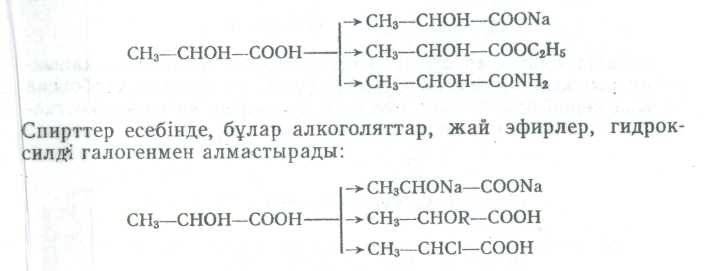 → CH₃—CHOH—COONa
CH₃—CHOH—COOH → CH₃—CHOH—COOC₂H₅
→ CH₃—CHOH—CONH₂
Спирттер есебінде, бұлар алкоголяттар, жай эфирлер, гидрок-
силді галогенмен алмастырады:
→ CH₃CHONa—COONa
CH₃—CHOH—COOH → CH₃—CHOR—COOH
→ CH₃—CHCl—COOH